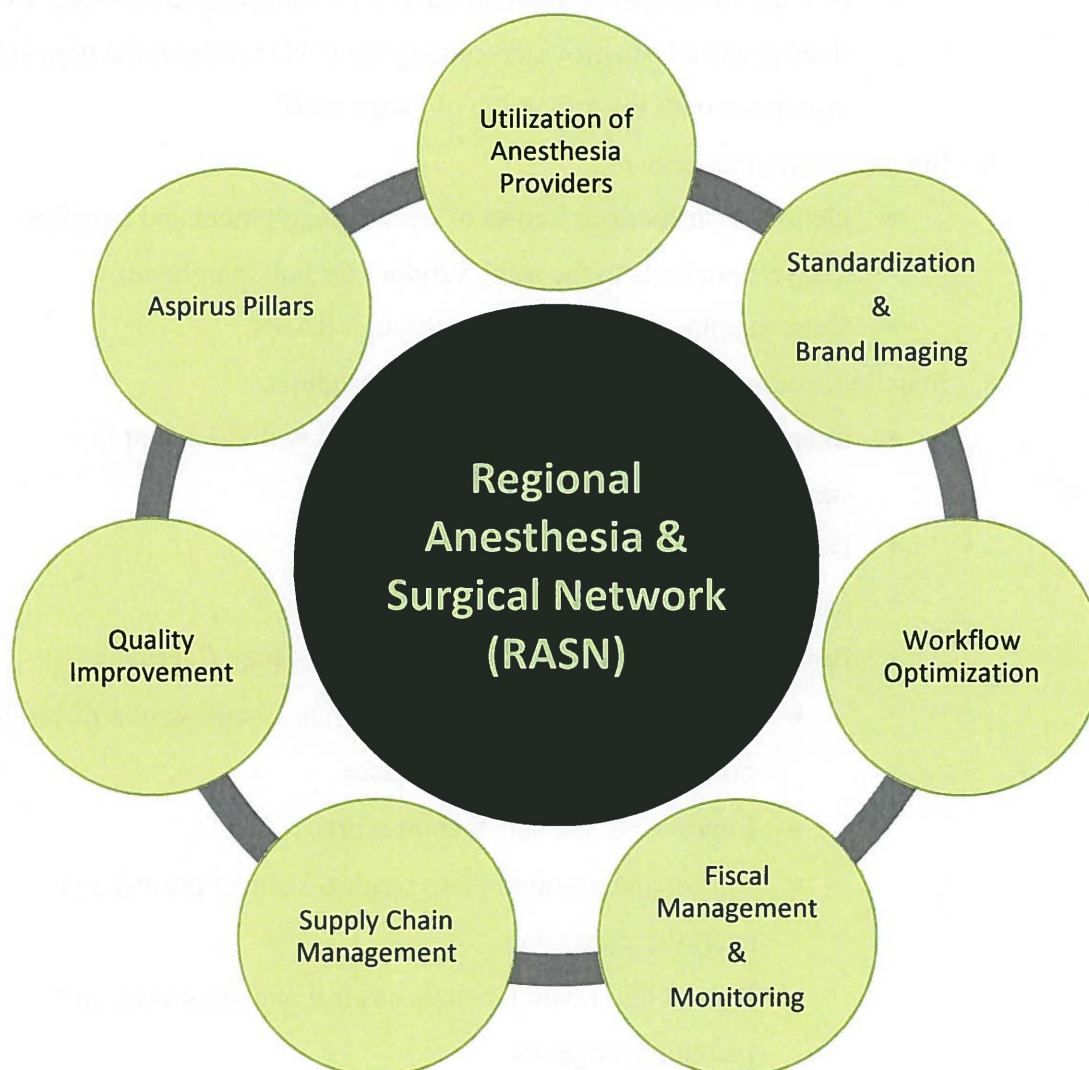 Utilization of
Anesthesia
Providers
Standardization
&
Brand Imaging
Workflow
Optimization
Fiscal
Management
&
Monitoring
Supply Chain
Management
Quality
Improvement
Aspirus Pillars
Regional
Anesthesia &
Surgical Network
(RASN)